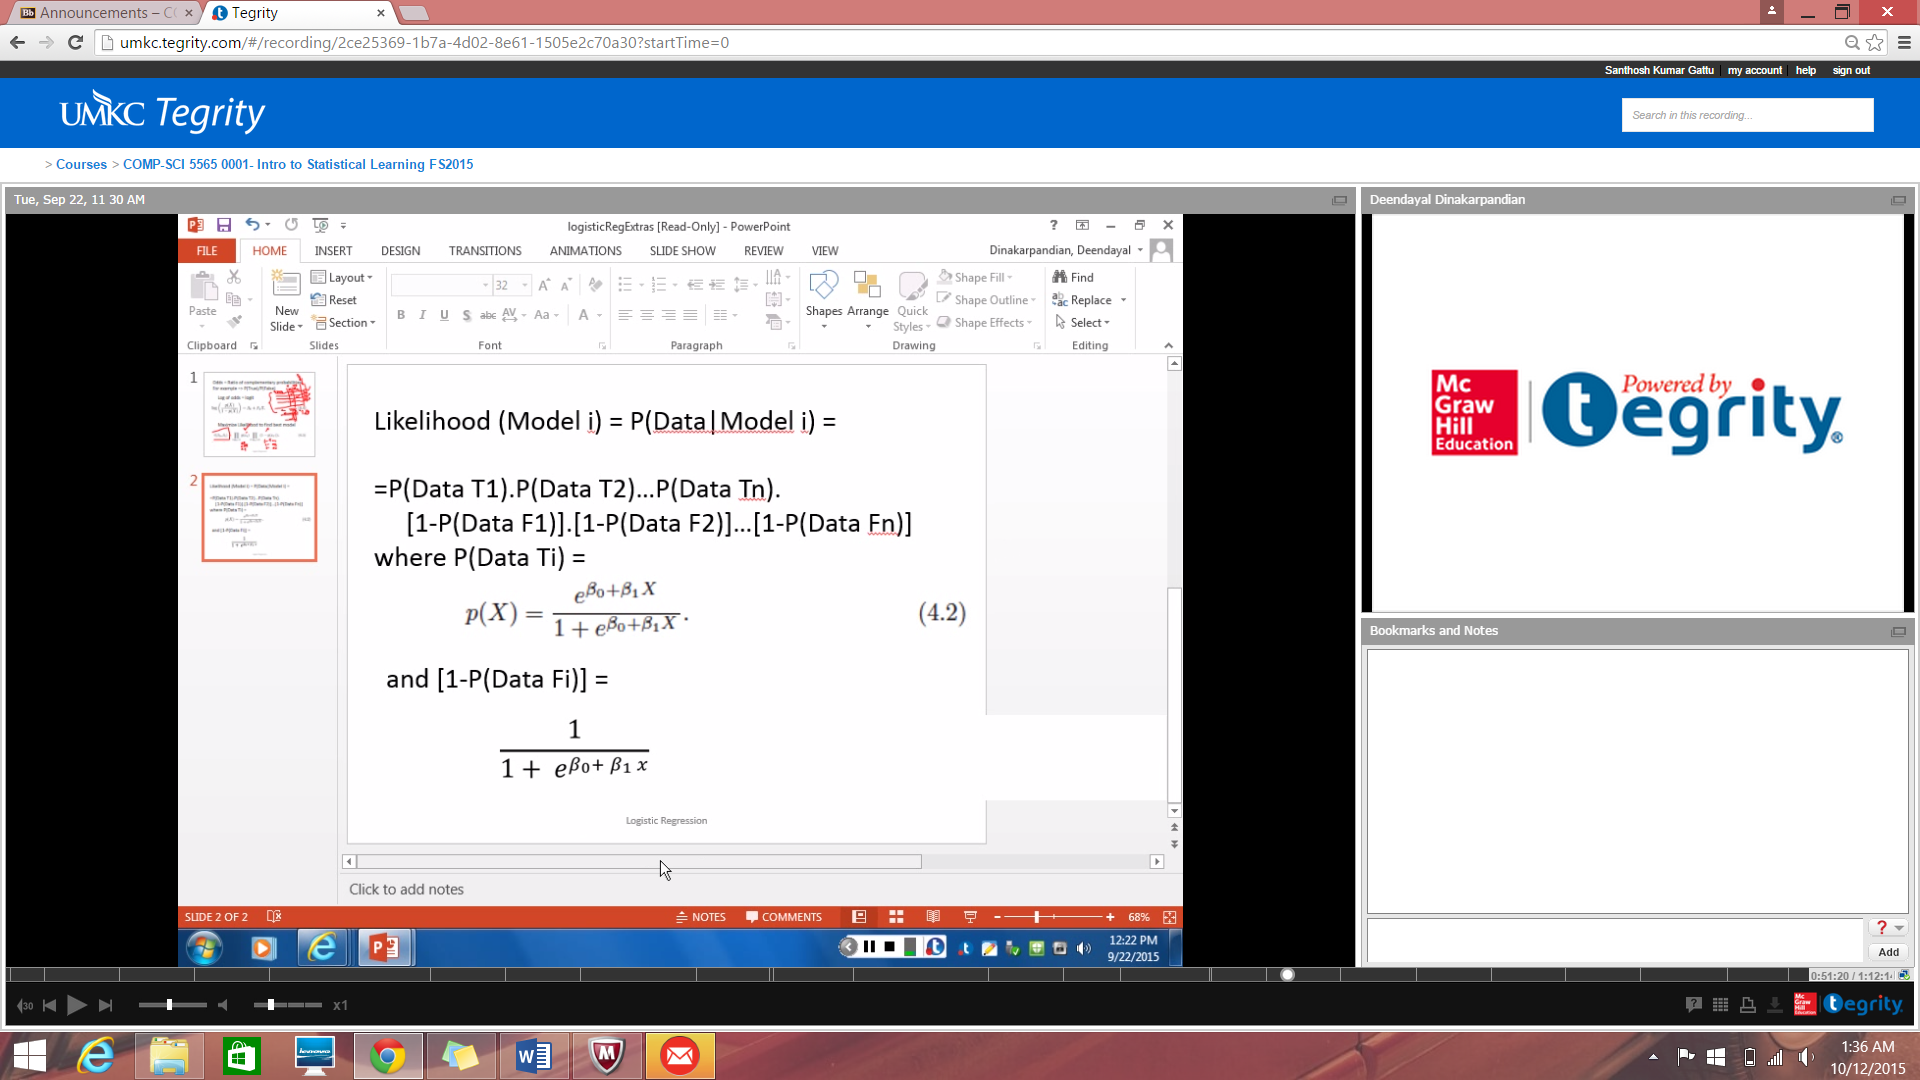 Announcements – C
Tegrity
umkc.tegrity.com/#/recording/2ce25369-1b7a-4d02-8e61-1505e2c70a30?startTime=0
Santhosh Kumar Gattu my account help sign out
UMKC Tegrity
Search in this recording...
> Courses > COMP-SCI 5565 0001- Intro to Statistical Learning FS2015
Tue, Sep 22, 11 30 AM
Deendayal Dinakarpandian
logisticRegExtras [Read-Only] - PowerPoint
FILE HOME INSERT DESIGN TRANSITIONS ANIMATIONS SLIDE SHOW REVIEW VIEW
Dinakarpandian, Deendayal
Paste
New Slide
Layout
Reset
Section
32
Shapes Arrange Quick Styles
Shape Fill
Shape Outline
Shape Effects
Find
Replace
Select
Clipboard Slides Font Paragraph Drawing Editing
1
2
Likelihood (Model i) = P(Data|Model i) =
=P(Data T1).P(Data T2)...P(Data Tn).
[1-P(Data F1)].[1-P(Data F2)]...[1-P(Data Fn)]
where P(Data Ti) =
p(X) = e^{β0+β1X} / (1 + e^{β0+β1X}). (4.2)
and [1-P(Data Fi)] =
1 / (1 + e^{β0+ β1 x})
Logistic Regression
Click to add notes
SLIDE 2 OF 2 NOTES COMMENTS 68%
12:22 PM
9/22/2015
Mc Graw Hill Education
Powered by tegrity
Bookmarks and Notes
Add
0:51:20 / 1:12:1
30 x1
Mc Graw Hill Education tegrity
1:36 AM
10/12/2015